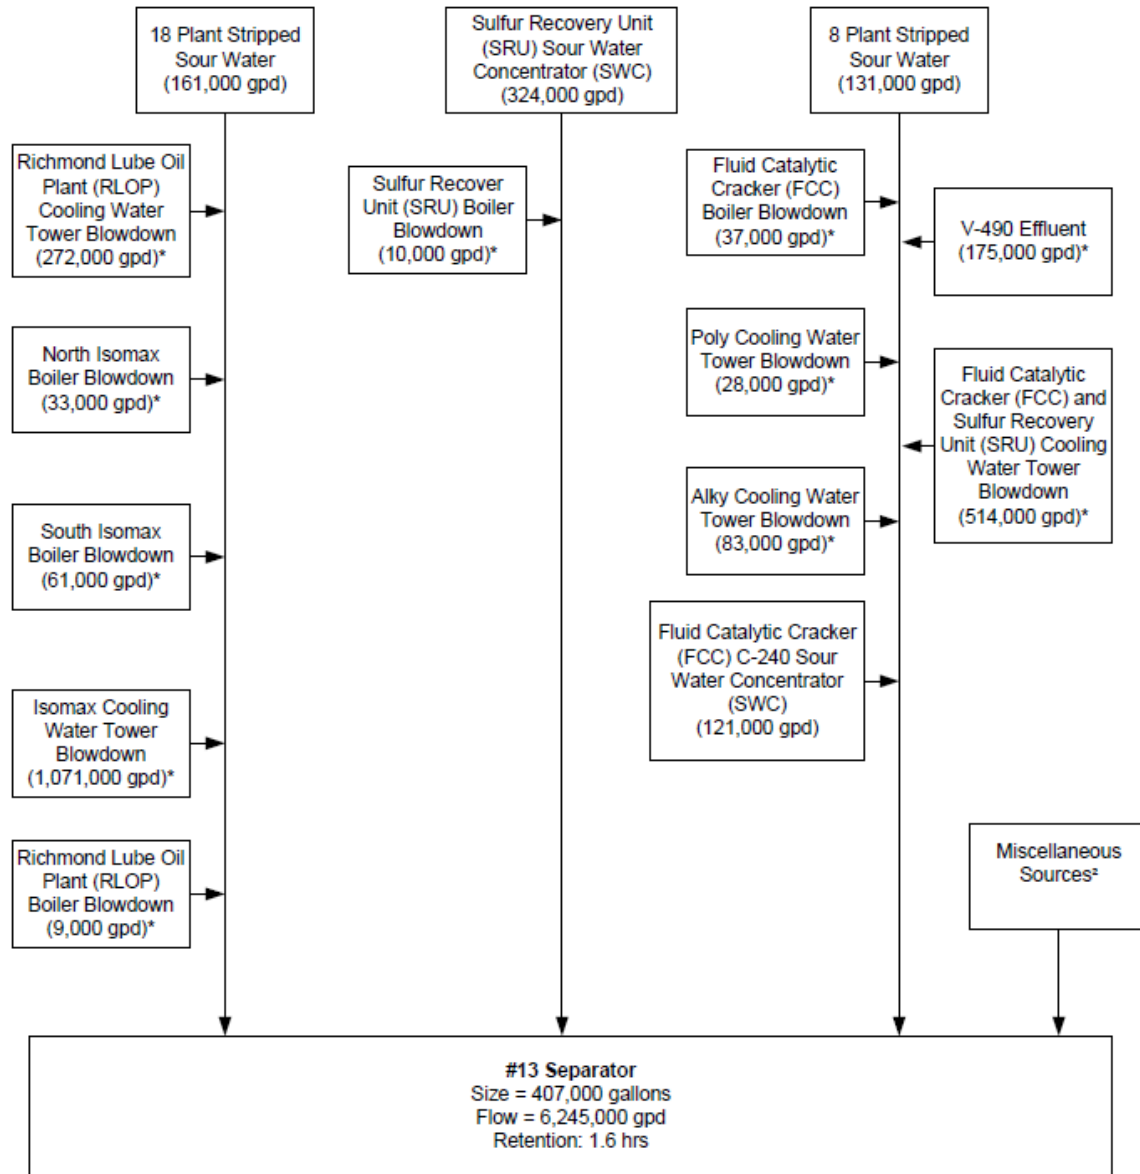 18 Plant Stripped
Sour Water
(161,000 gpd)
Sulfur Recovery Unit
(SRU) Sour Water
Concentrator (SWC)
(324,000 gpd)
8 Plant Stripped
Sour Water
(131,000 gpd)
Richmond Lube Oil
Plant (RLOP)
Cooling Water
Tower Blowdown
(272,000 gpd)*
North Isomax
Boiler Blowdown
(33,000 gpd)*
South Isomax
Boiler Blowdown
(61,000 gpd)*
Isomax Cooling
Water Tower
Blowdown
(1,071,000 gpd)*
Richmond Lube Oil
Plant (RLOP)
Boiler Blowdown
(9,000 gpd)*
Sulfur Recover
Unit (SRU) Boiler
Blowdown
(10,000 gpd)*
Fluid Catalytic
Cracker (FCC)
Boiler Blowdown
(37,000 gpd)*
Poly Cooling Water
Tower Blowdown
(28,000 gpd)*
Alky Cooling Water
Tower Blowdown
(83,000 gpd)*
Fluid Catalytic Cracker
(FCC) C-240 Sour
Water Concentrator
(SWC)
(121,000 gpd)
V-490 Effluent
(175,000 gpd)*
Fluid Catalytic
Cracker (FCC) and
Sulfur Recovery
Unit (SRU) Cooling
Water Tower
Blowdown
(514,000 gpd)*
Miscellaneous
Sources²
#13 Separator
Size = 407,000 gallons
Flow = 6,245,000 gpd
Retention: 1.6 hrs